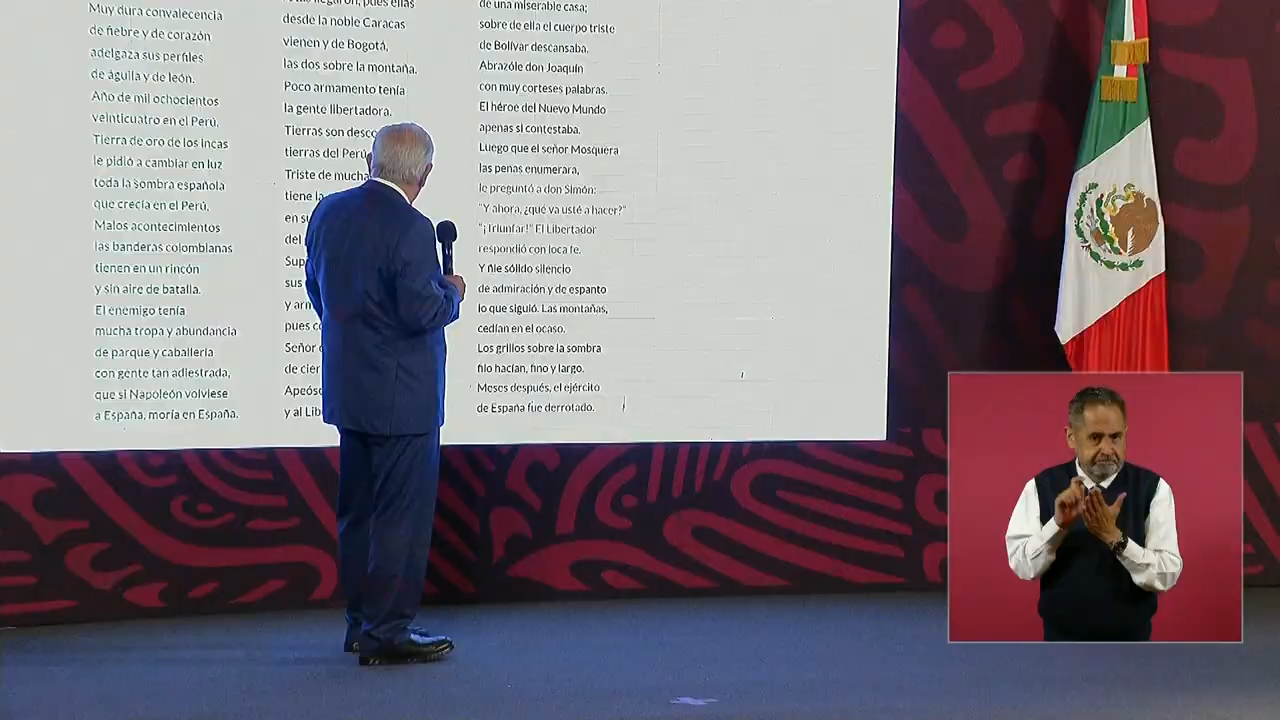 Muy dura convalecencia
de fiebre y de corazón
adelgaza sus perfiles
de águila y de león.
Año de mil ochocientos
veinticuatro en el Perú.
Tierra de oro de los incas
le pidió a cambiar en luz
toda la sombra española
que crecía en el Perú.
Malos acontecimientos
las banderas colombianas
tienen en un rincón
y sin aire de batalla.
El enemigo tenía
mucha tropa y abundancia
de parque y caballería
con gente tan adiestrada,
que si Napoleón volviese
a España, moría en España.
pues ellas
desde la noble Caracas
vienen y de Bogotá,
las dos sobre la montaña.
Poco armamento tenía
la gente libertadora.
Tierras son
tierras del Perú
Triste de mucha
tiene la
en su
del
sus
pues
Señor
de
y al
de una miserable casa;
sobre de ella el cuerpo triste
de Bolívar descansaba.
Abrazóle don Joaquín
con muy corteses palabras.
El héroe del Nuevo Mundo
apenas si contestaba.
Luego que el señor Mosquera
las penas enumerara,
le preguntó a don Simón:
"Y ahora, ¿qué va usté a hacer?"
"¡Triunfar!" El Libertador
respondió con loca fe.
Y fue sólido silencio
de admiración y de espanto
lo que siguió. Las montañas,
cedían en el ocaso.
Los grillos sobre la sombra
filo hacían, fino y largo.
Meses después, el ejército
de España fue derrotado.